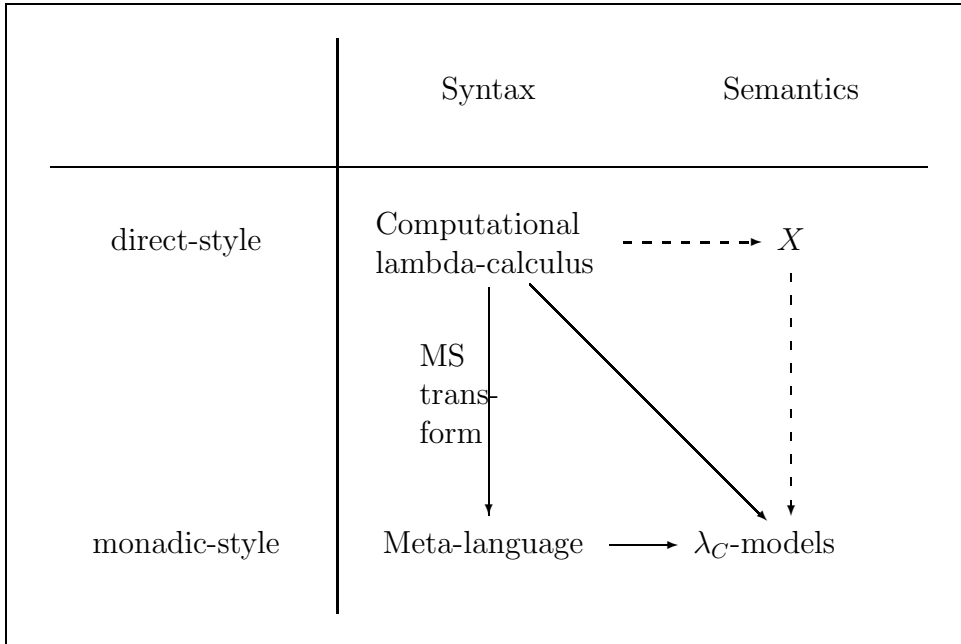 Syntax Semantics
direct-style
Computational
lambda-calculus
X
MS
trans-
form
monadic-style Meta-language λ_C-models